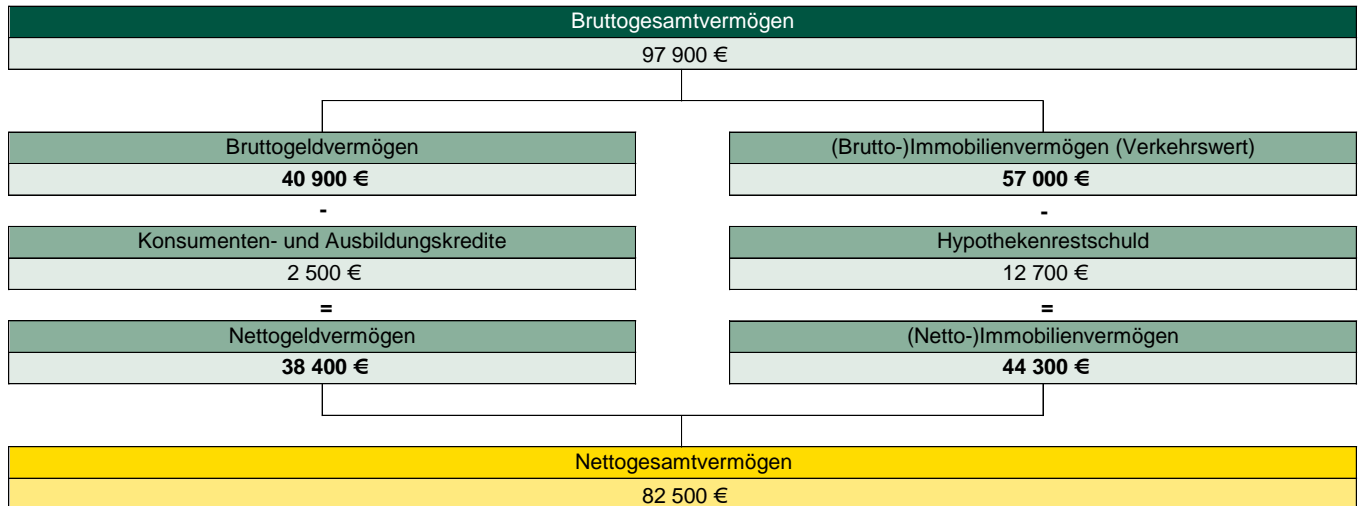 Bruttogesamtvermögen
97 900 €
Bruttogeldvermögen
40 900 €
-
Konsumenten- und Ausbildungskredite
2 500 €
=
Nettogeldvermögen
38 400 €
(Brutto-)Immobilienvermögen (Verkehrswert)
57 000 €
-
Hypothekenrestschuld
12 700 €
=
(Netto-)Immobilienvermögen
44 300 €
Nettogesamtvermögen
82 500 €